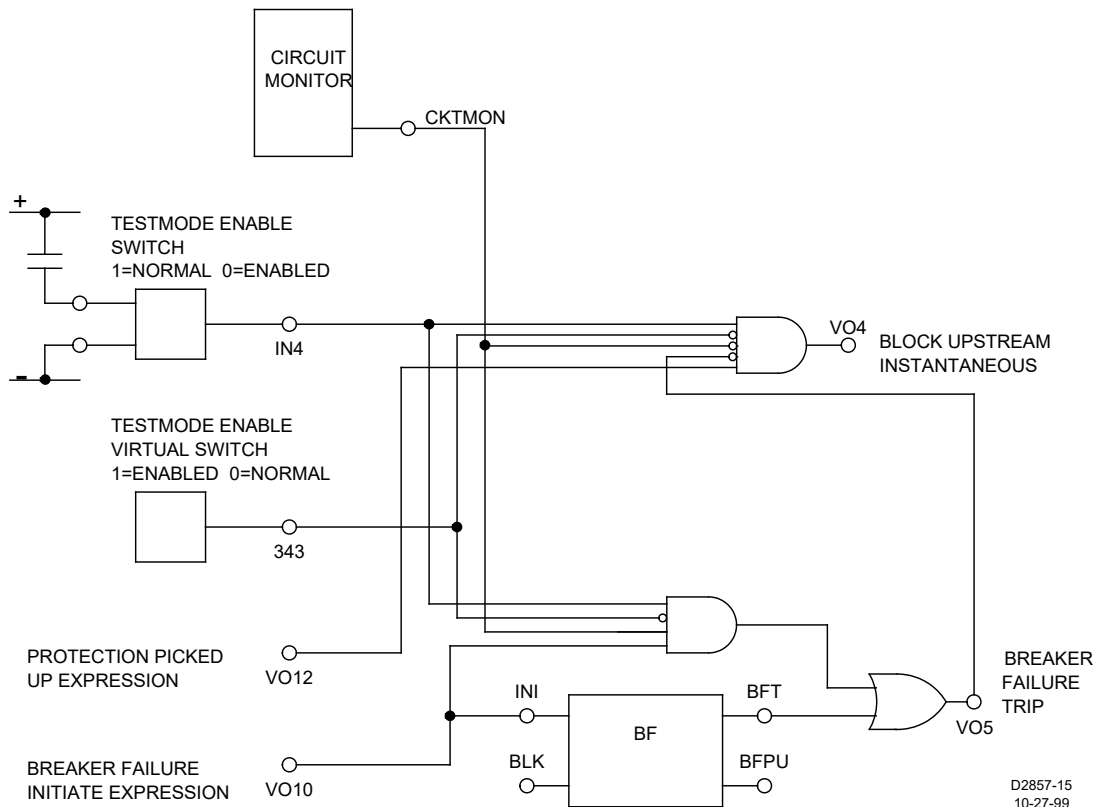 CIRCUIT
MONITOR
CKTMON
+
TESTMODE ENABLE
SWITCH
1=NORMAL 0=ENABLED
IN4
-
VO4
BLOCK UPSTREAM
INSTANTANEOUS
TESTMODE ENABLE
VIRTUAL SWITCH
1=ENABLED 0=NORMAL
343
PROTECTION PICKED
UP EXPRESSION
VO12
BREAKER
FAILURE
TRIP
VO5
INI
BFT
BF
BLK
BFPU
BREAKER FAILURE
INITIATE EXPRESSION
VO10
D2857-15
10-27-99